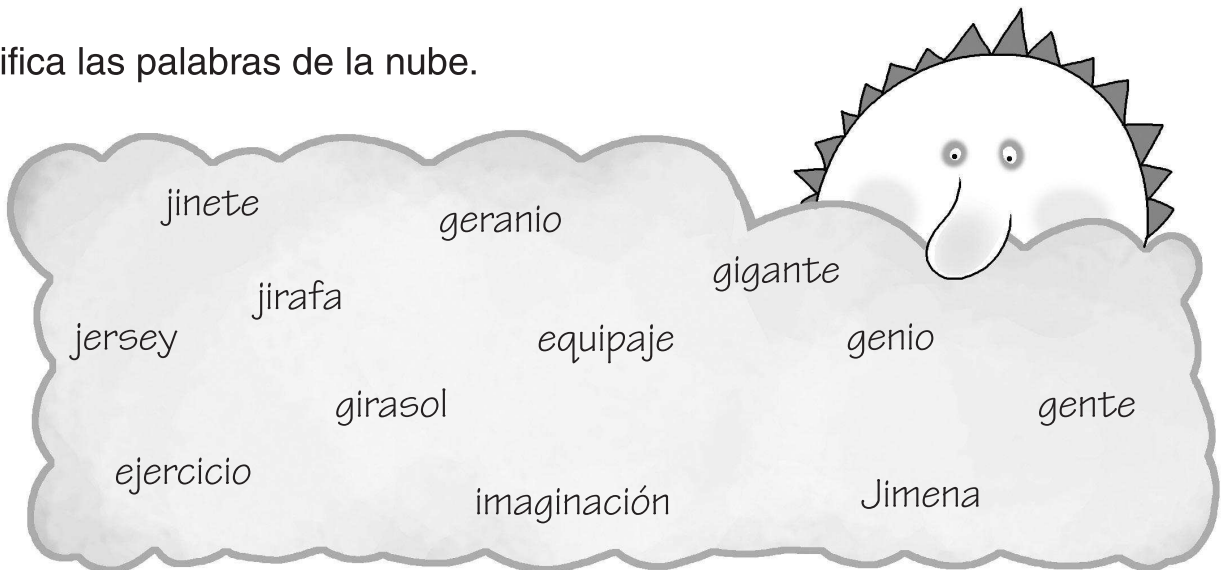 ifica las palabras de la nube.
jinete
geranio
gigante
jirafa
jersey
equipaje
genio
girasol
gente
ejercicio
imaginación
Jimena